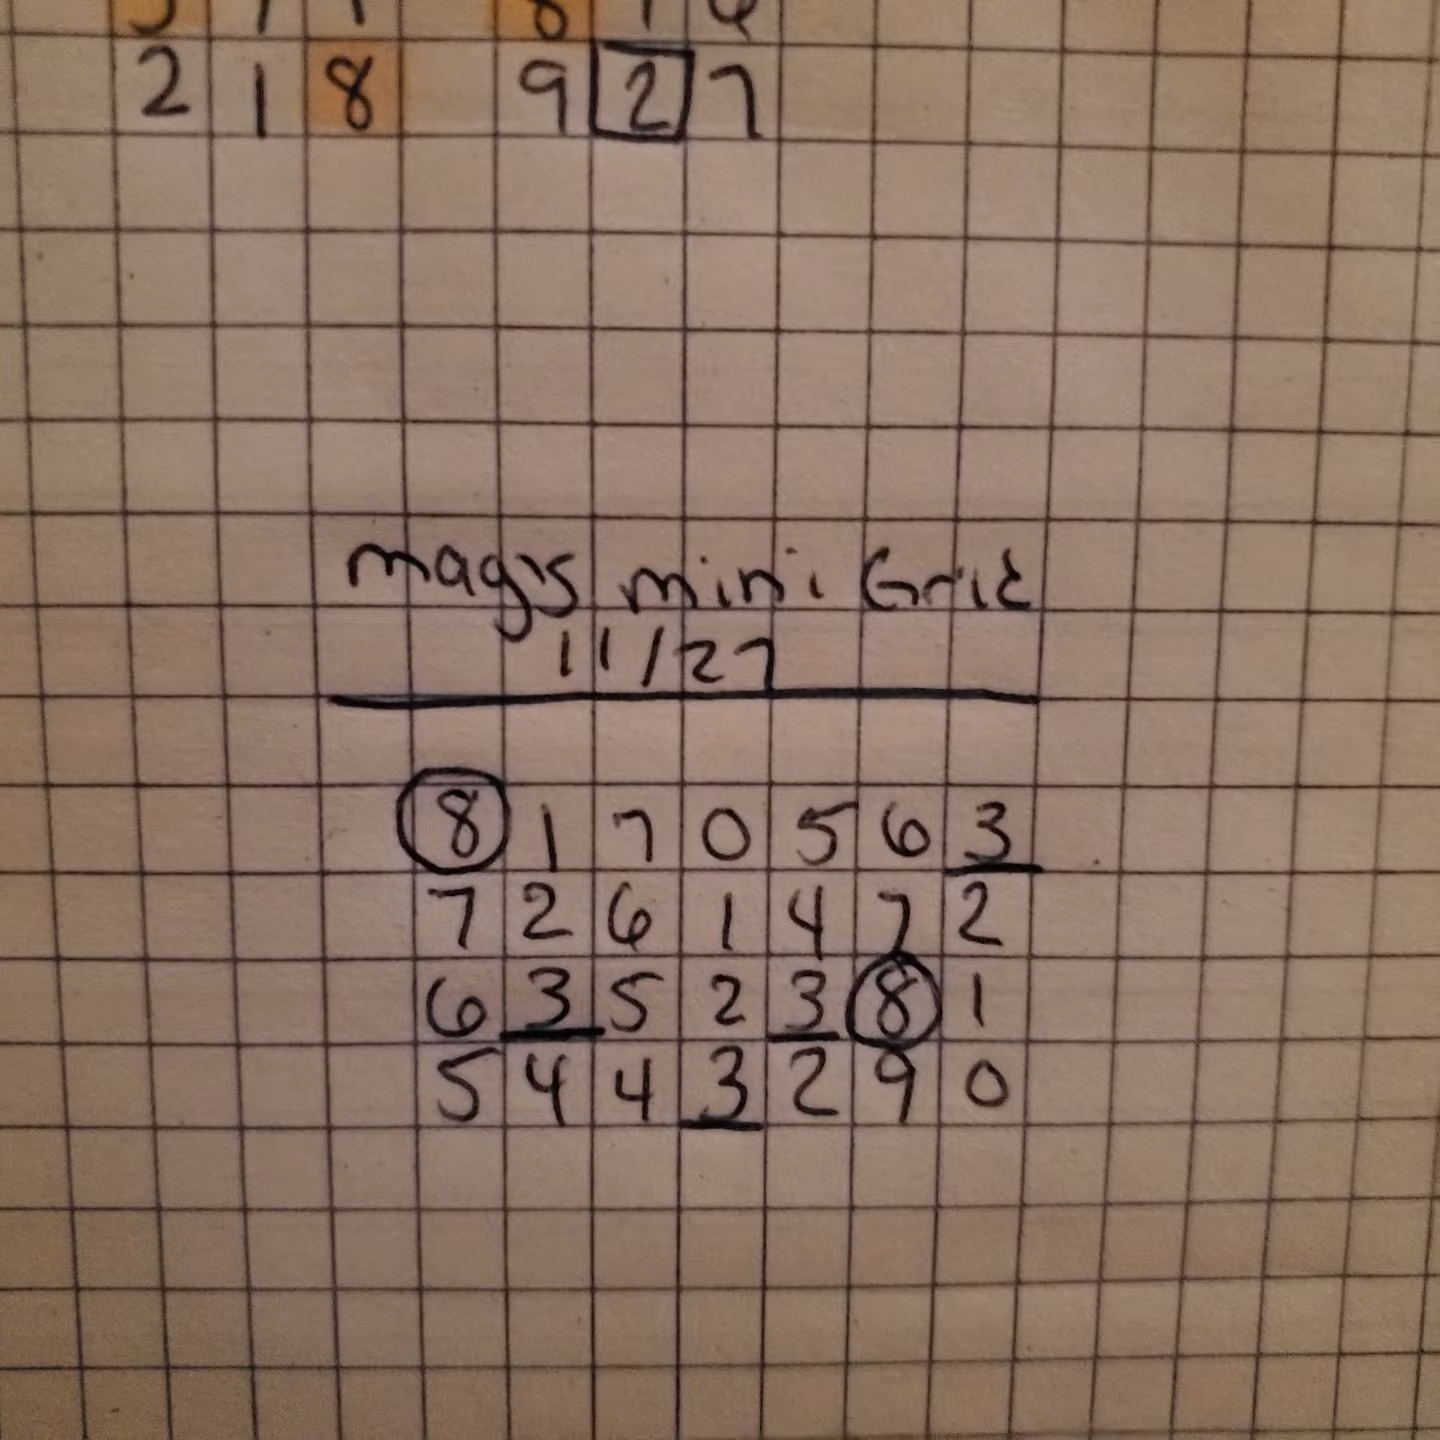 2 1 8 9 2 7
mag's mini Grid
11/27
8 1 7 0 5 6 3
7 2 6 1 4 7 2
6 3 5 2 3 8 1
5 4 4 3 2 9 0